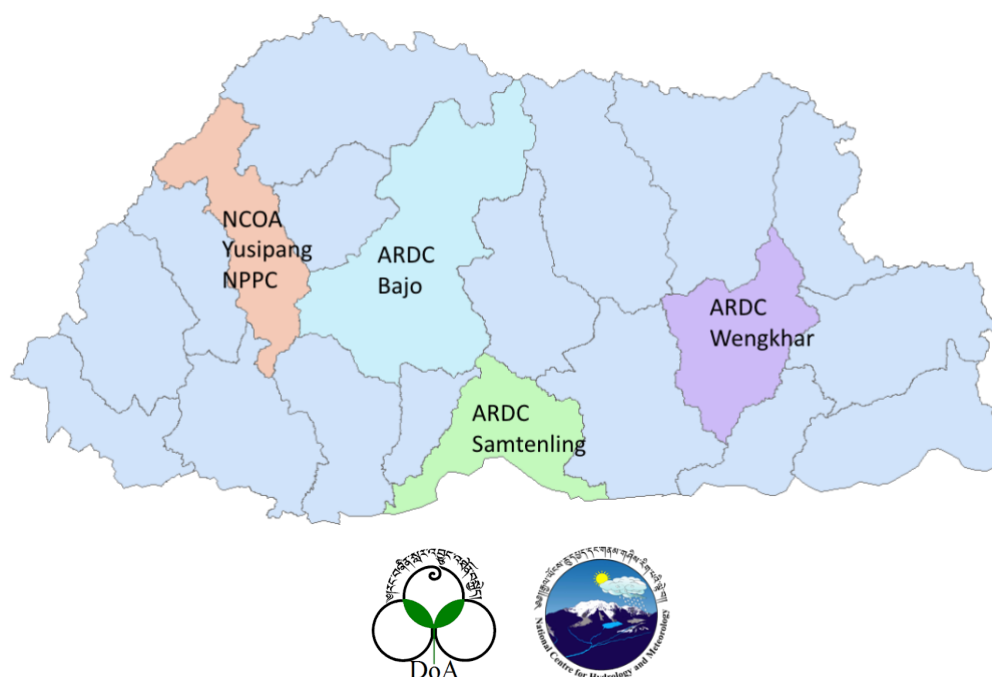 NCOA
Yusipang
NPPC
ARDC
Bajo
ARDC
Wengkhar
ARDC
Samtenling
DoA
National Centre for Hydrology and Meteorology